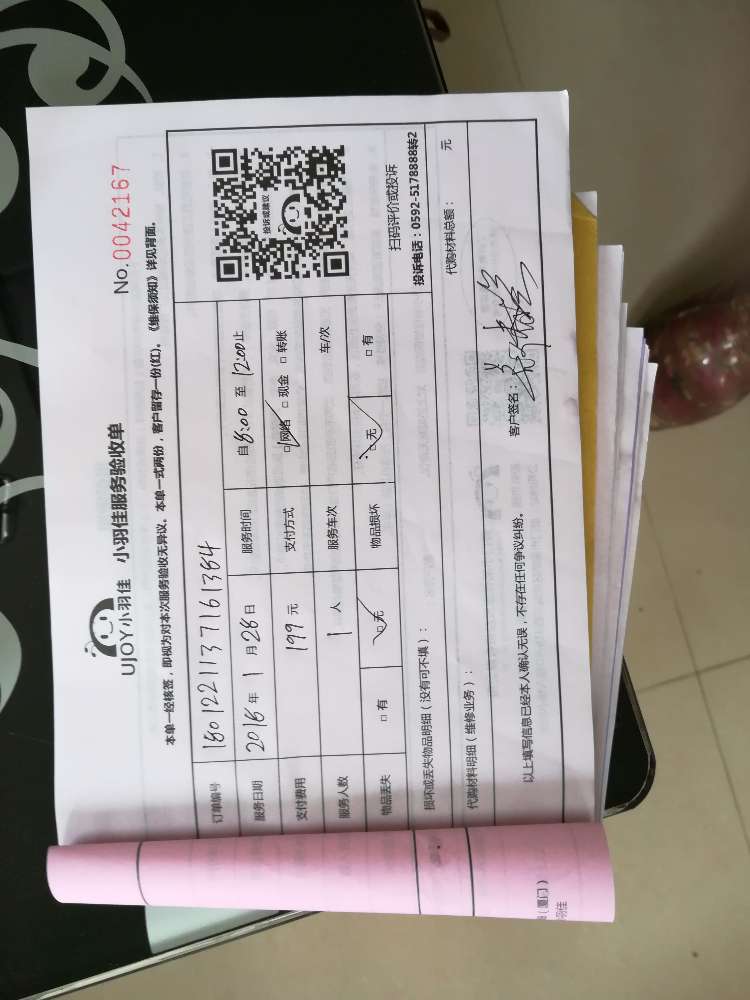 UJOY小羽佳 小羽佳服务验收单
No.0042167
本单一经核签，即视为对本次服务验收无异议。本单一式两份，客户留存一份(红)。《维保须知》详见背面。
订单编号 1801221137161384
服务日期 2018年1月28日 服务时间 自8:00至12:00止
支付费用 199元 支付方式 □网络 □现金 □转账
服务人数 1人 服务车次 车/次
物品丢失 □有 □无 物品损坏 □无 □有
投诉或建议
扫码评价或投诉
投诉电话：0592-5178888转2
损坏或丢失物品明细（没有可不填）：
代购材料明细（维修业务）： 代购材料总额： 元
以上填写信息已经本人确认无误，不存在任何争议纠纷。 客户签名：
（厦门）
羽佳